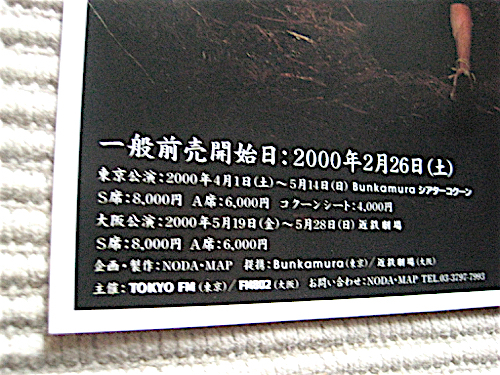 一般前売開始日：2000年2月26日(土)
東京公演：2000年4月1日(土)～5月14日(日) Bunkamura シアターコクーン
S席：8,000円 A席：6,000円 コクーンシート：4,000円
大阪公演：2000年5月19日(金)～5月28日(日) 近鉄劇場
S席：8,000円 A席：6,000円
企画・製作：NODA・MAP 提携：Bunkamura(東京)/近鉄劇場(大阪)
主催：TOKYO FM(東京)/FM802(大阪) お問い合わせ：NODA・MAP TEL.03-3797-7993